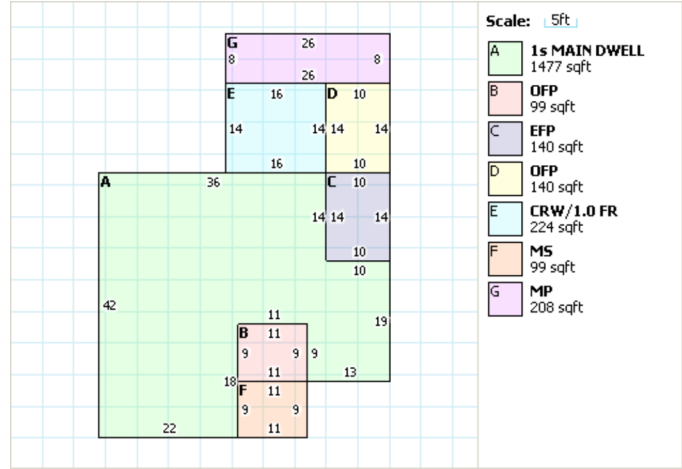 G 26
8 8
26
E 16 D 10
14 14 14 14
16 10
A 36 C 10
14 14 14
10
10
42
11
19
B 11
9 9 9
11 13
18
F 11
9 9
22 11
Scale: 5ft
A 1s MAIN DWELL
1477 sqft
B OFP
99 sqft
C EFP
140 sqft
D OFP
140 sqft
E CRW/1.0 FR
224 sqft
F MS
99 sqft
G MP
208 sqft